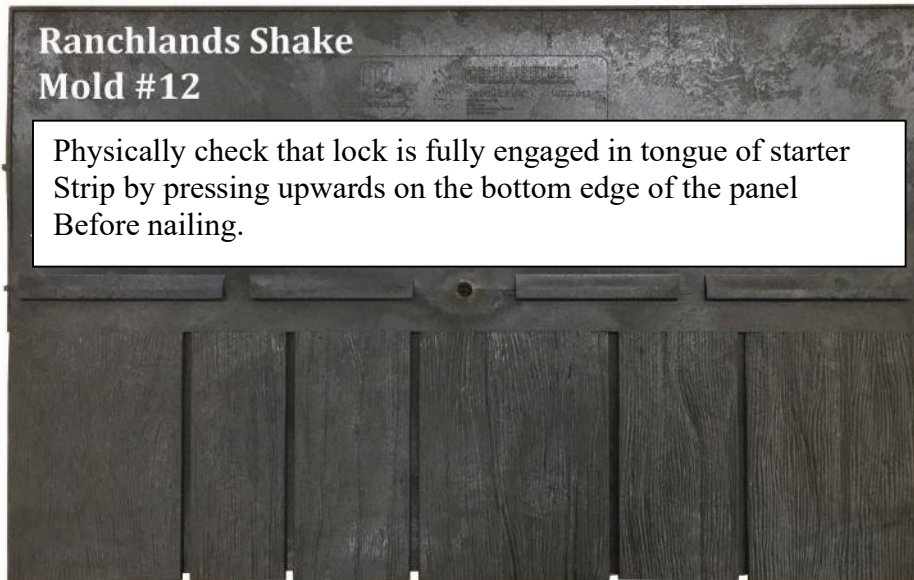 Ranchlands Shake
Mold #12
Physically check that lock is fully engaged in tongue of starter
Strip by pressing upwards on the bottom edge of the panel
Before nailing.